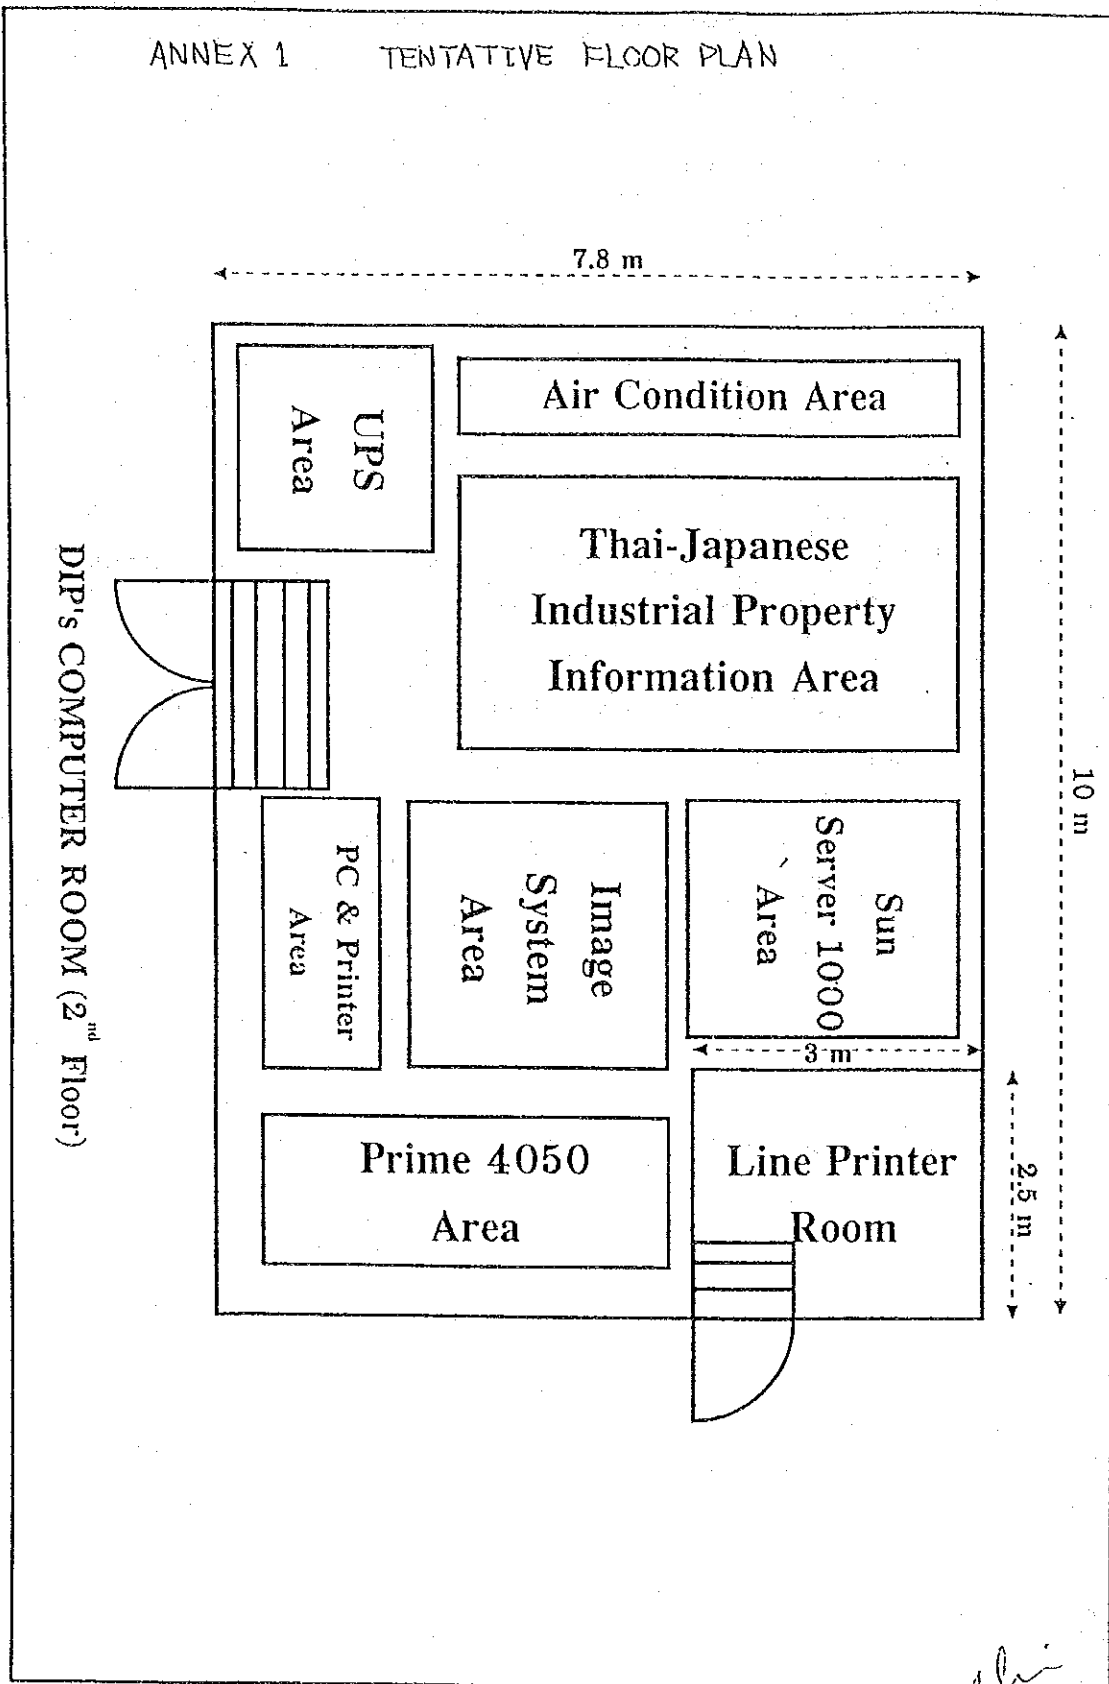 ANNEX 1 TENTATIVE FLOOR PLAN
7.8 m
10 m
Air Condition Area
UPS
Area
Thai-Japanese
Industrial Property
Information Area
DIP's COMPUTER ROOM (2nd Floor)
PC & Printer
Area
Image
System
Area
Sun
Server 1000
Area
3 m
2.5 m
Prime 4050
Area
Line Printer
Room